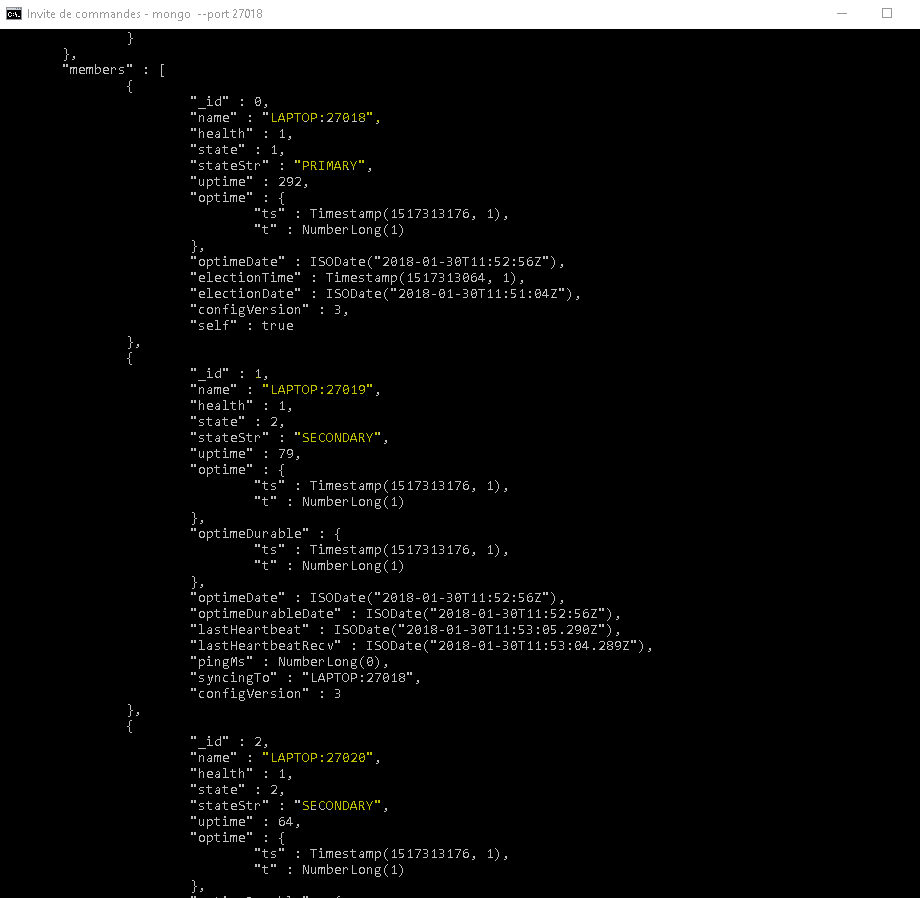 Invite de commandes - mongo  --port 27018
                }
        },
        "members" : [
                {
                        "_id" : 0,
                        "name" : "LAPTOP:27018",
                        "health" : 1,
                        "state" : 1,
                        "stateStr" : "PRIMARY",
                        "uptime" : 292,
                        "optime" : {
                                "ts" : Timestamp(1517313176, 1),
                                "t" : NumberLong(1)
                        },
                        "optimeDate" : ISODate("2018-01-30T11:52:56Z"),
                        "electionTime" : Timestamp(1517313064, 1),
                        "electionDate" : ISODate("2018-01-30T11:51:04Z"),
                        "configVersion" : 3,
                        "self" : true
                },
                {
                        "_id" : 1,
                        "name" : "LAPTOP:27019",
                        "health" : 1,
                        "state" : 2,
                        "stateStr" : "SECONDARY",
                        "uptime" : 79,
                        "optime" : {
                                "ts" : Timestamp(1517313176, 1),
                                "t" : NumberLong(1)
                        },
                        "optimeDurable" : {
                                "ts" : Timestamp(1517313176, 1),
                                "t" : NumberLong(1)
                        },
                        "optimeDate" : ISODate("2018-01-30T11:52:56Z"),
                        "optimeDurableDate" : ISODate("2018-01-30T11:52:56Z"),
                        "lastHeartbeat" : ISODate("2018-01-30T11:53:05.290Z"),
                        "lastHeartbeatRecv" : ISODate("2018-01-30T11:53:04.289Z"),
                        "pingMs" : NumberLong(0),
                        "syncingTo" : "LAPTOP:27018",
                        "configVersion" : 3
                },
                {
                        "_id" : 2,
                        "name" : "LAPTOP:27020",
                        "health" : 1,
                        "state" : 2,
                        "stateStr" : "SECONDARY",
                        "uptime" : 64,
                        "optime" : {
                                "ts" : Timestamp(1517313176, 1),
                                "t" : NumberLong(1)
                        },